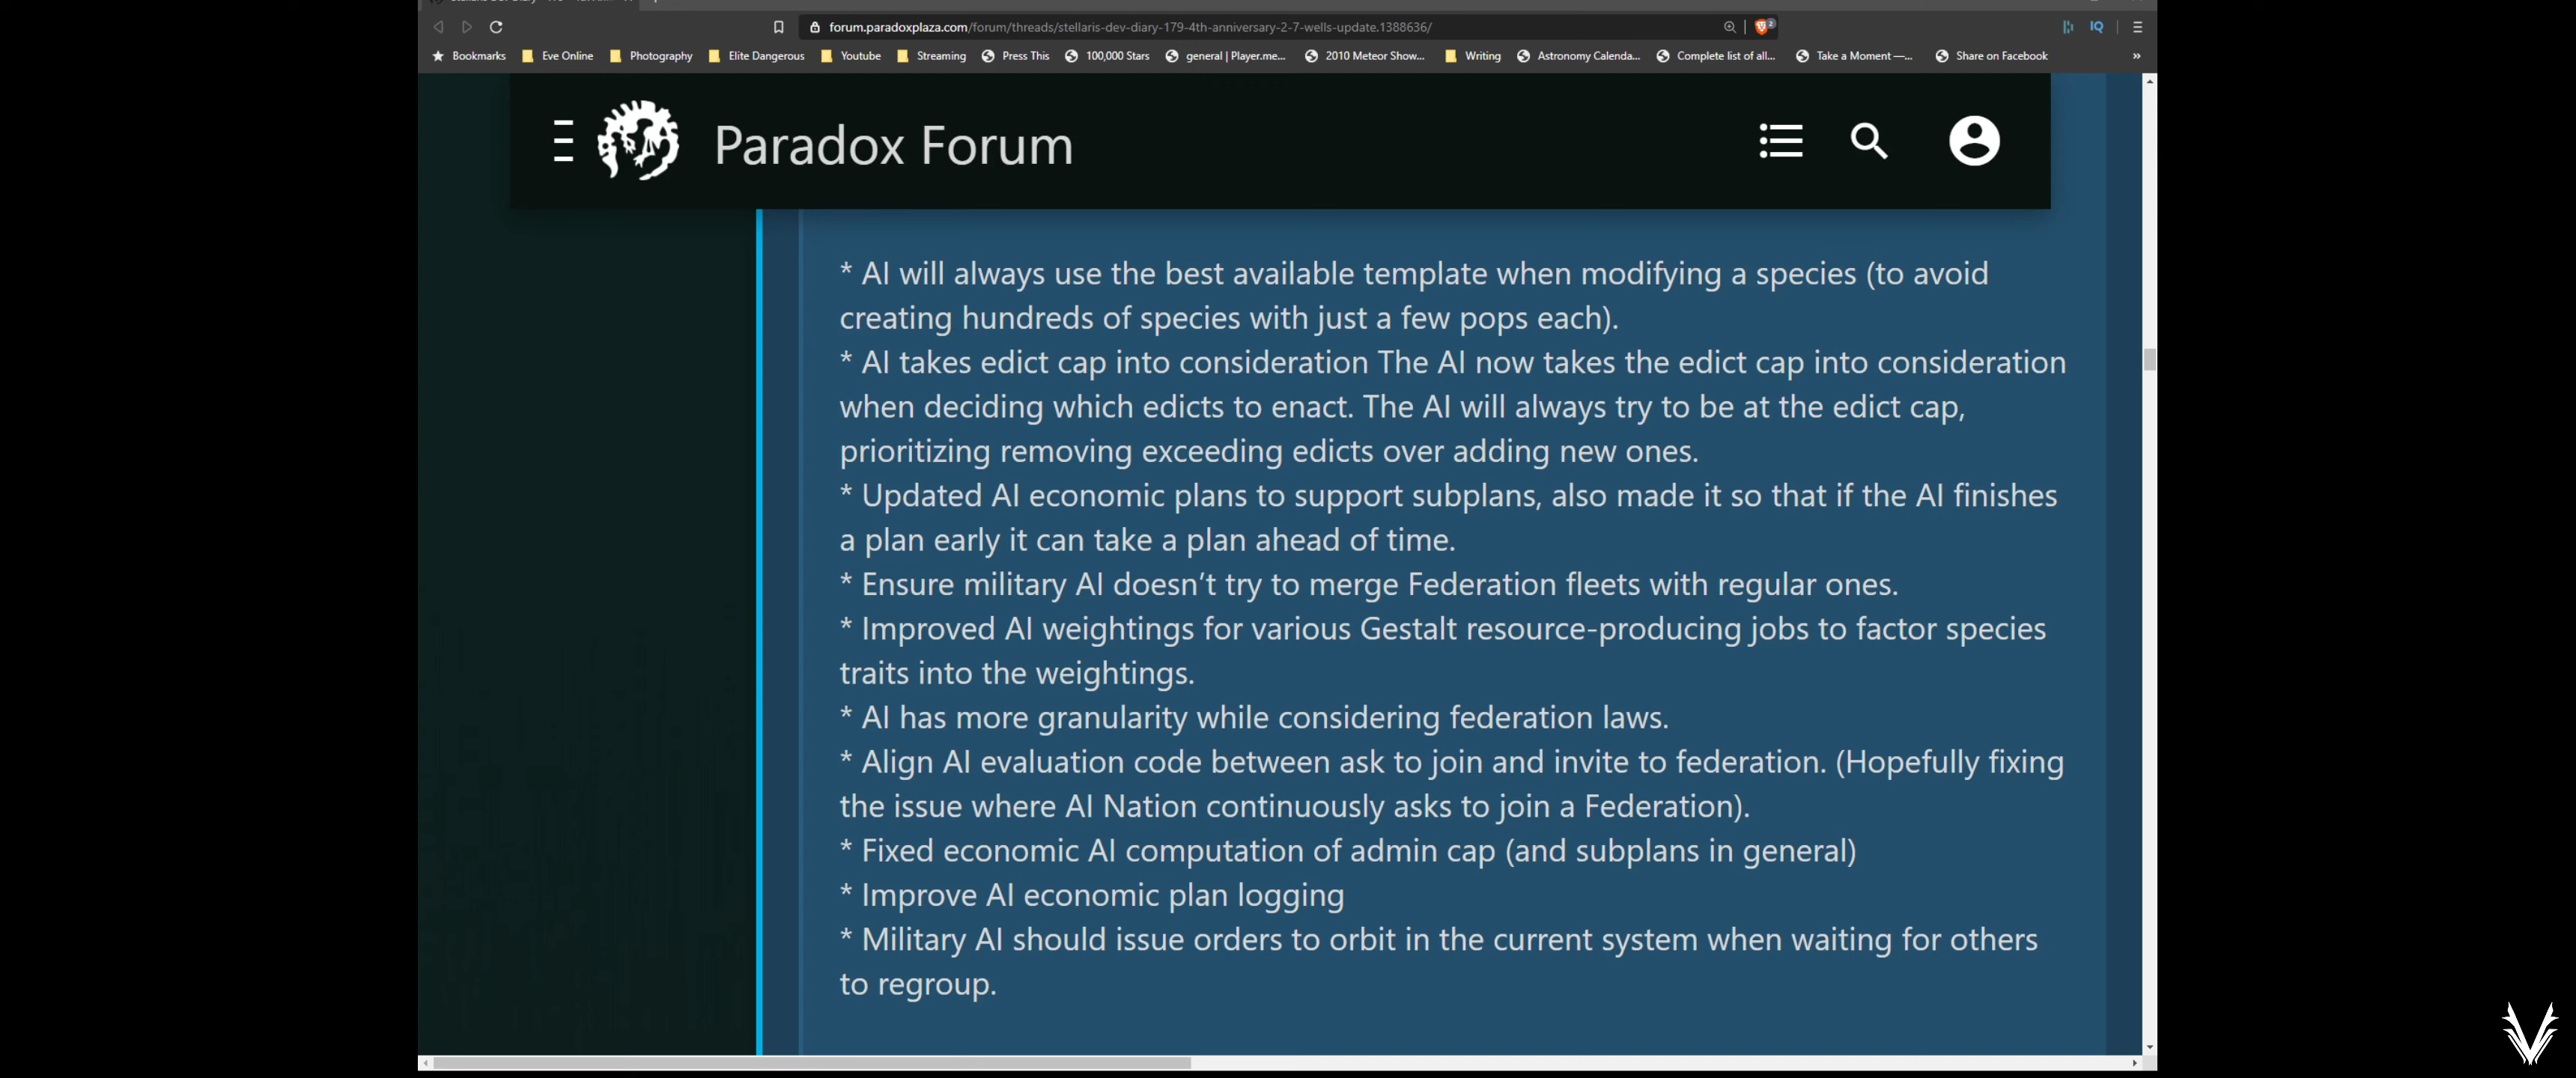 forum.paradoxplaza.com/forum/threads/stellaris-dev-diary-179-4th-anniversary-2-7-wells-update.1388636/
2
IQ
Bookmarks Eve Online Photography Elite Dangerous Youtube Streaming Press This 100,000 Stars general | Player.me... 2010 Meteor Show... Writing Astronomy Calenda... Complete list of all... Take a Moment —... Share on Facebook »
Paradox Forum
* AI will always use the best available template when modifying a species (to avoid
creating hundreds of species with just a few pops each).
* AI takes edict cap into consideration The AI now takes the edict cap into consideration
when deciding which edicts to enact. The AI will always try to be at the edict cap,
prioritizing removing exceeding edicts over adding new ones.
* Updated AI economic plans to support subplans, also made it so that if the AI finishes
a plan early it can take a plan ahead of time.
* Ensure military AI doesn’t try to merge Federation fleets with regular ones.
* Improved AI weightings for various Gestalt resource-producing jobs to factor species
traits into the weightings.
* AI has more granularity while considering federation laws.
* Align AI evaluation code between ask to join and invite to federation. (Hopefully fixing
the issue where AI Nation continuously asks to join a Federation).
* Fixed economic AI computation of admin cap (and subplans in general)
* Improve AI economic plan logging
* Military AI should issue orders to orbit in the current system when waiting for others
to regroup.